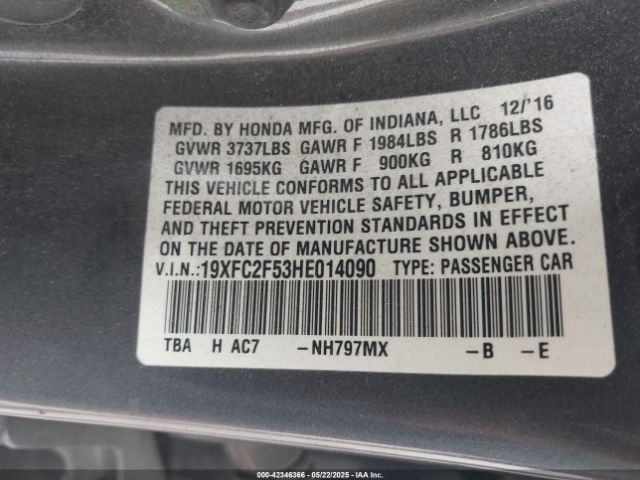 MFD. BY HONDA MFG. OF INDIANA, LLC 12/'16
GVWR 3737LBS GAWR F 1984LBS R 1786LBS
GVWR 1695KG GAWR F 900KG R 810KG
THIS VEHICLE CONFORMS TO ALL APPLICABLE
FEDERAL MOTOR VEHICLE SAFETY, BUMPER,
AND THEFT PREVENTION STANDARDS IN EFFECT
ON THE DATE OF MANUFACTURE SHOWN ABOVE.
V.I.N.:19XFC2F53HE014090 TYPE: PASSENGER CAR
TBA H AC7 -NH797MX -B -E
000-42346366 - 05/22/2025 - IAA Inc.